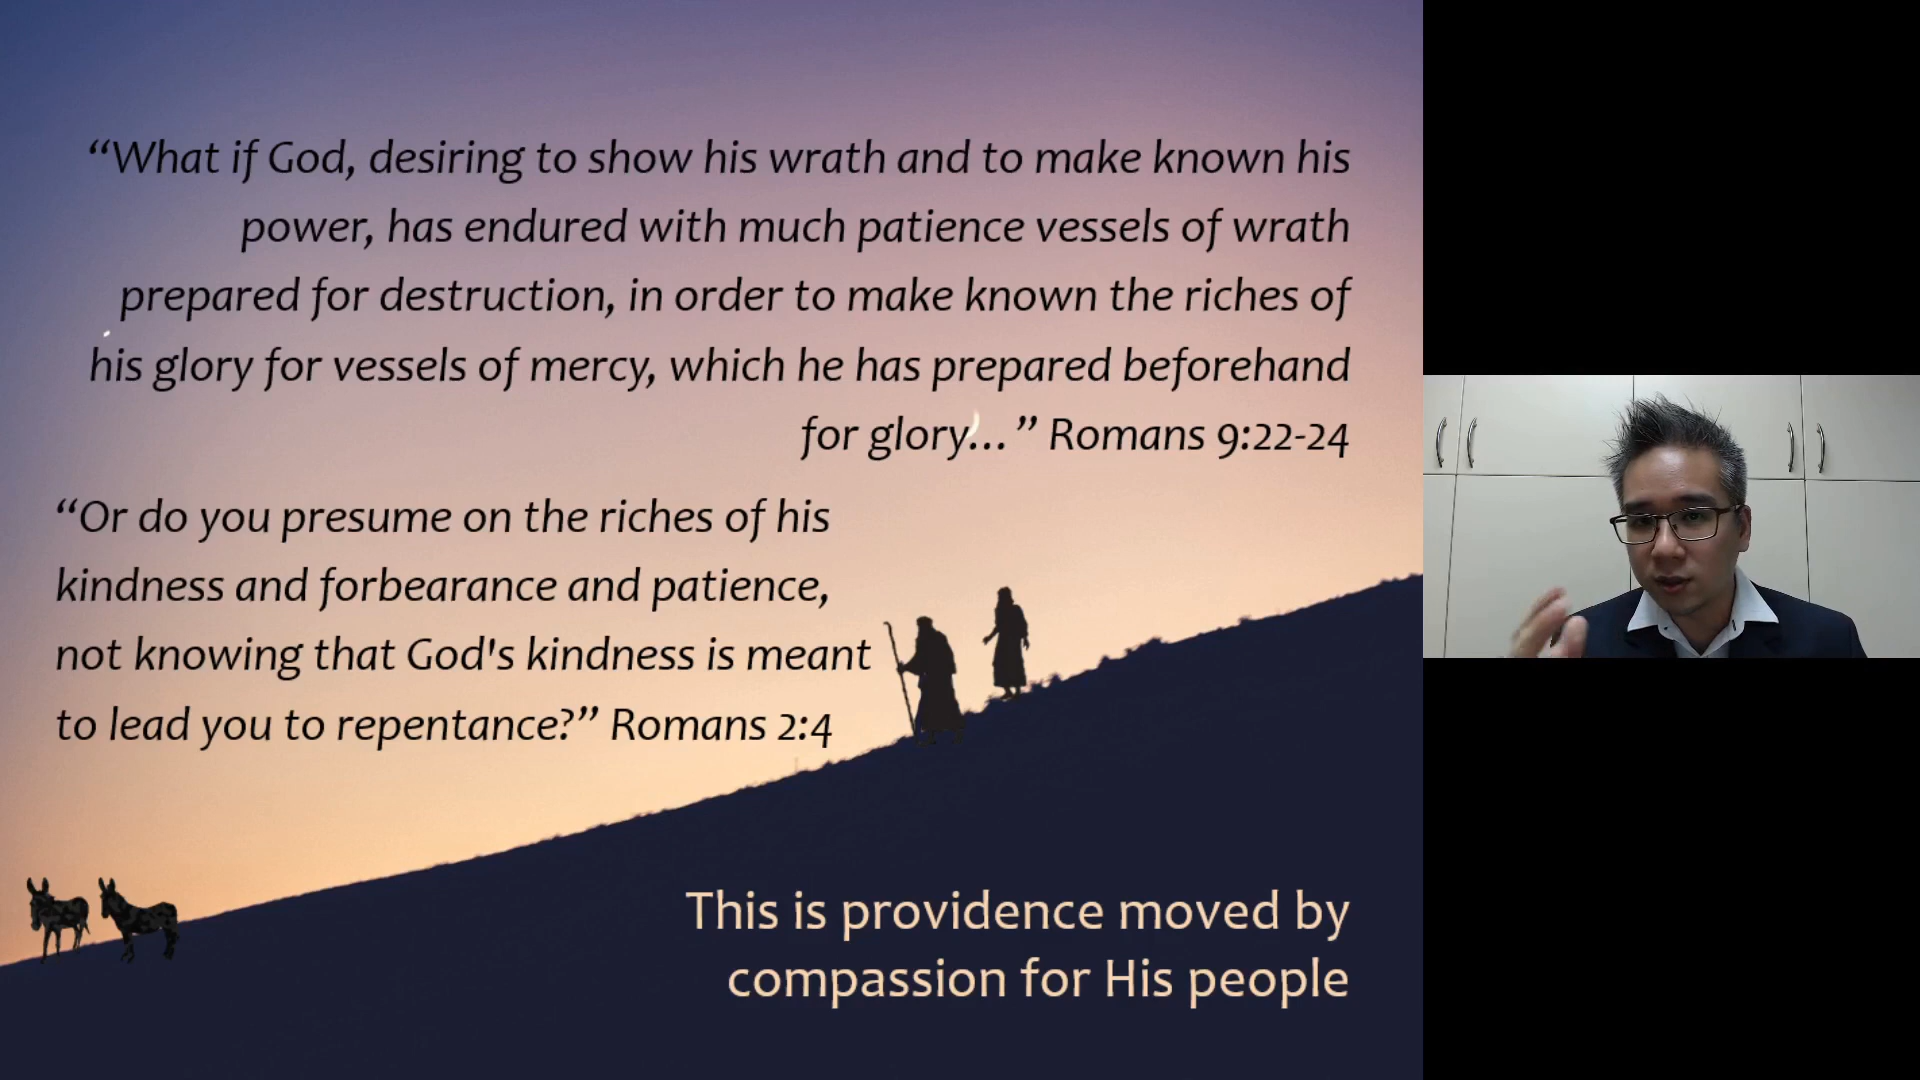 “What if God, desiring to show his wrath and to make known his
power, has endured with much patience vessels of wrath
prepared for destruction, in order to make known the riches of
his glory for vessels of mercy, which he has prepared beforehand
for glory…” Romans 9:22-24
“Or do you presume on the riches of his
kindness and forbearance and patience,
not knowing that God's kindness is meant
to lead you to repentance?” Romans 2:4
This is providence moved by
compassion for His people